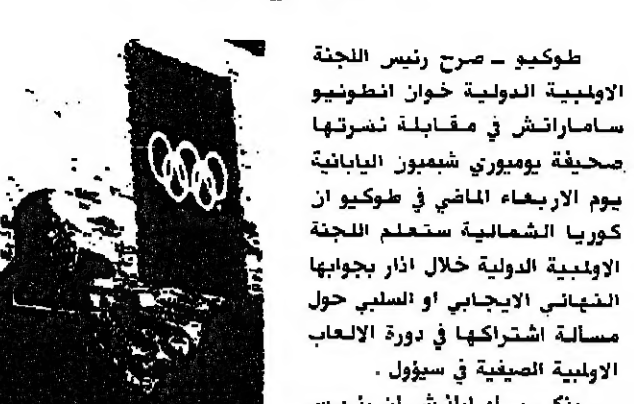 طوكيو ــ صرح رئيس اللجنة
الاولمبية الدولية خوان انطونيو
سامارانش في مقابلة نشرتها
صحيفة يوميوري شيمبون اليابانية
يوم الاربعاء الماضي في طوكيو ان
كوريا الشمالية ستعلم اللجنة
الاولمبية الدولية خلال اذار بجوابها
النهائي الايجابي او السلبي حول
مسألة اشتراكها في دورة الالعاب
الاولمبية الصيفية في سيؤول .